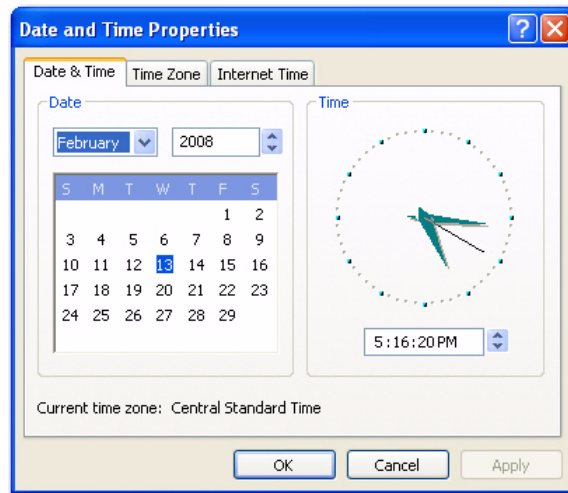 Date and Time Properties
Date & Time Time Zone Internet Time
Date
February 2008
S M T W T F S
1 2
3 4 5 6 7 8 9
10 11 12 13 14 15 16
17 18 19 20 21 22 23
24 25 26 27 28 29
Time
5:16:20 PM
Current time zone: Central Standard Time
OK Cancel Apply